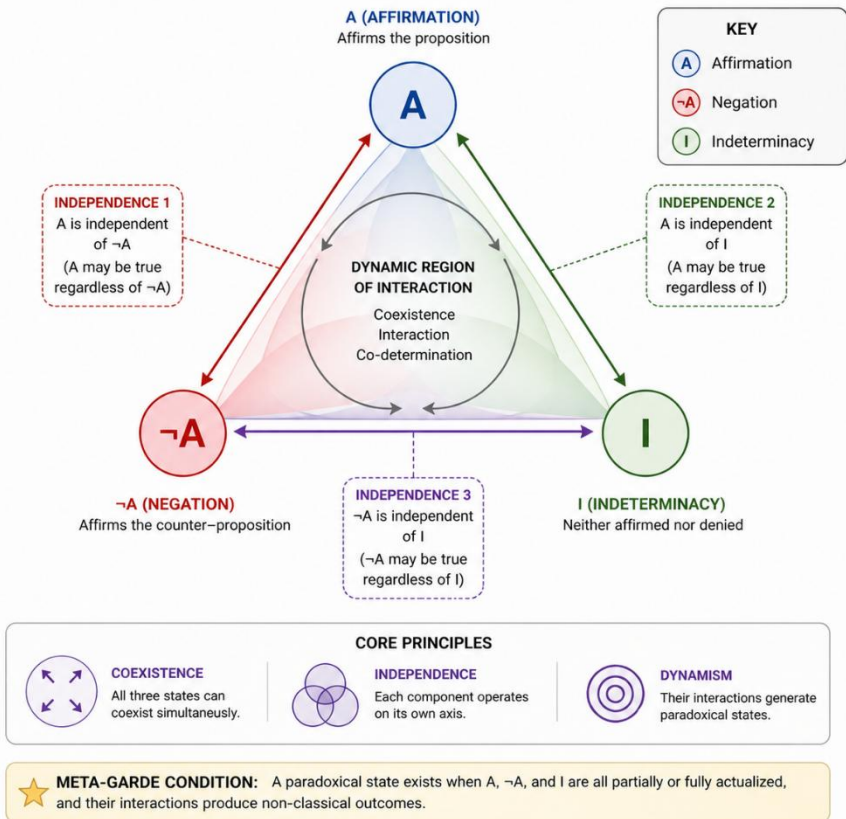 A (AFFIRMATION)
Affirms the proposition
A
KEY
A Affirmation
¬A Negation
I Indeterminacy
INDEPENDENCE 1
A is independent
of ¬A
(A may be true
regardless of ¬A)
INDEPENDENCE 2
A is independent
of I
(A may be true
regardless of I)
DYNAMIC REGION
OF INTERACTION
Coexistence
Interaction
Co-determination
¬A
I
¬A (NEGATION)
Affirms the counter–proposition
INDEPENDENCE 3
¬A is independent
of I
(¬A may be true
regardless of I)
I (INDETERMINACY)
Neither affirmed nor denied
CORE PRINCIPLES
COEXISTENCE
All three states can
coexist simultaneusly.
INDEPENDENCE
Each component operates
on its own axis.
DYNAMISM
Their interactions generate
paradoxical states.
META-GARDE CONDITION: A paradoxical state exists when A, ¬A, and I are all partially or fully actualized,
and their interactions produce non-classical outcomes.